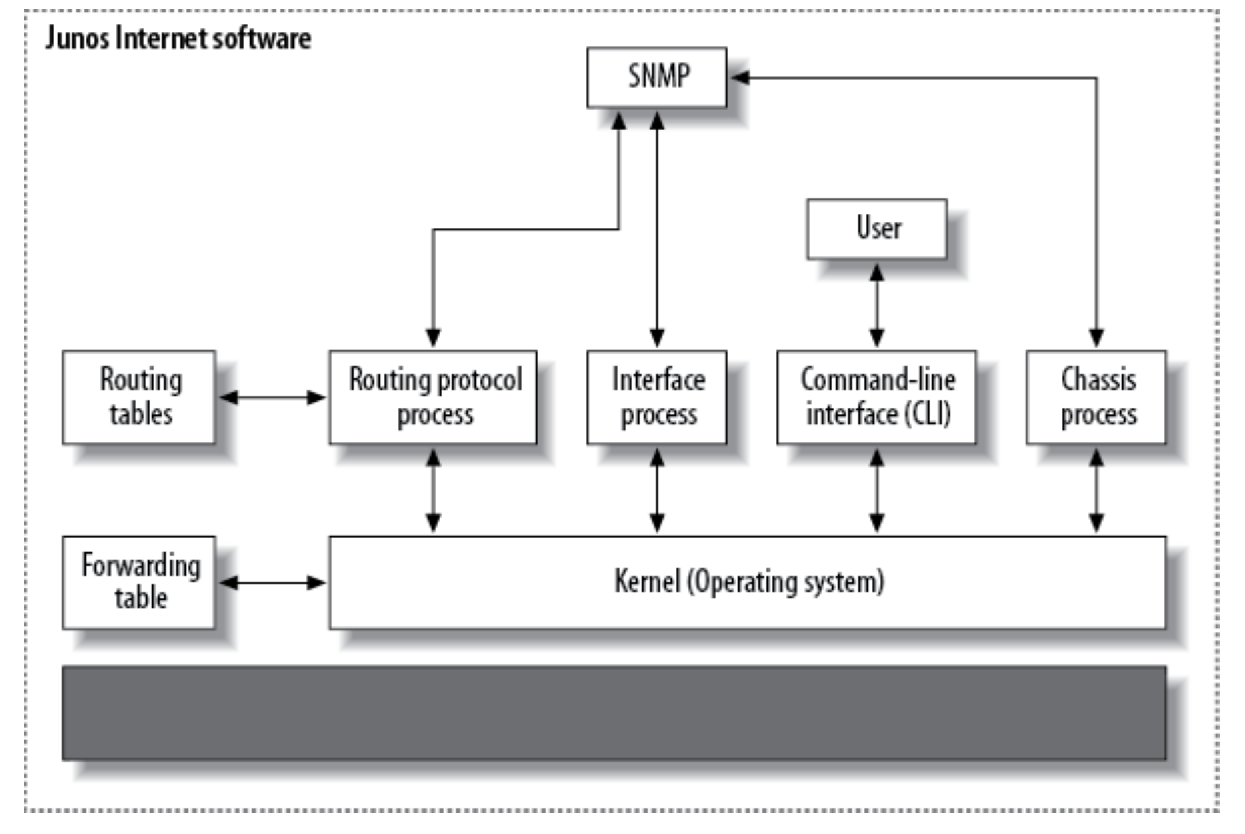 Junos Internet software
SNMP
User
Routing
tables
Routing protocol
process
Interface
process
Command-line
interface (CLI)
Chassis
process
Forwarding
table
Kernel (Operating system)